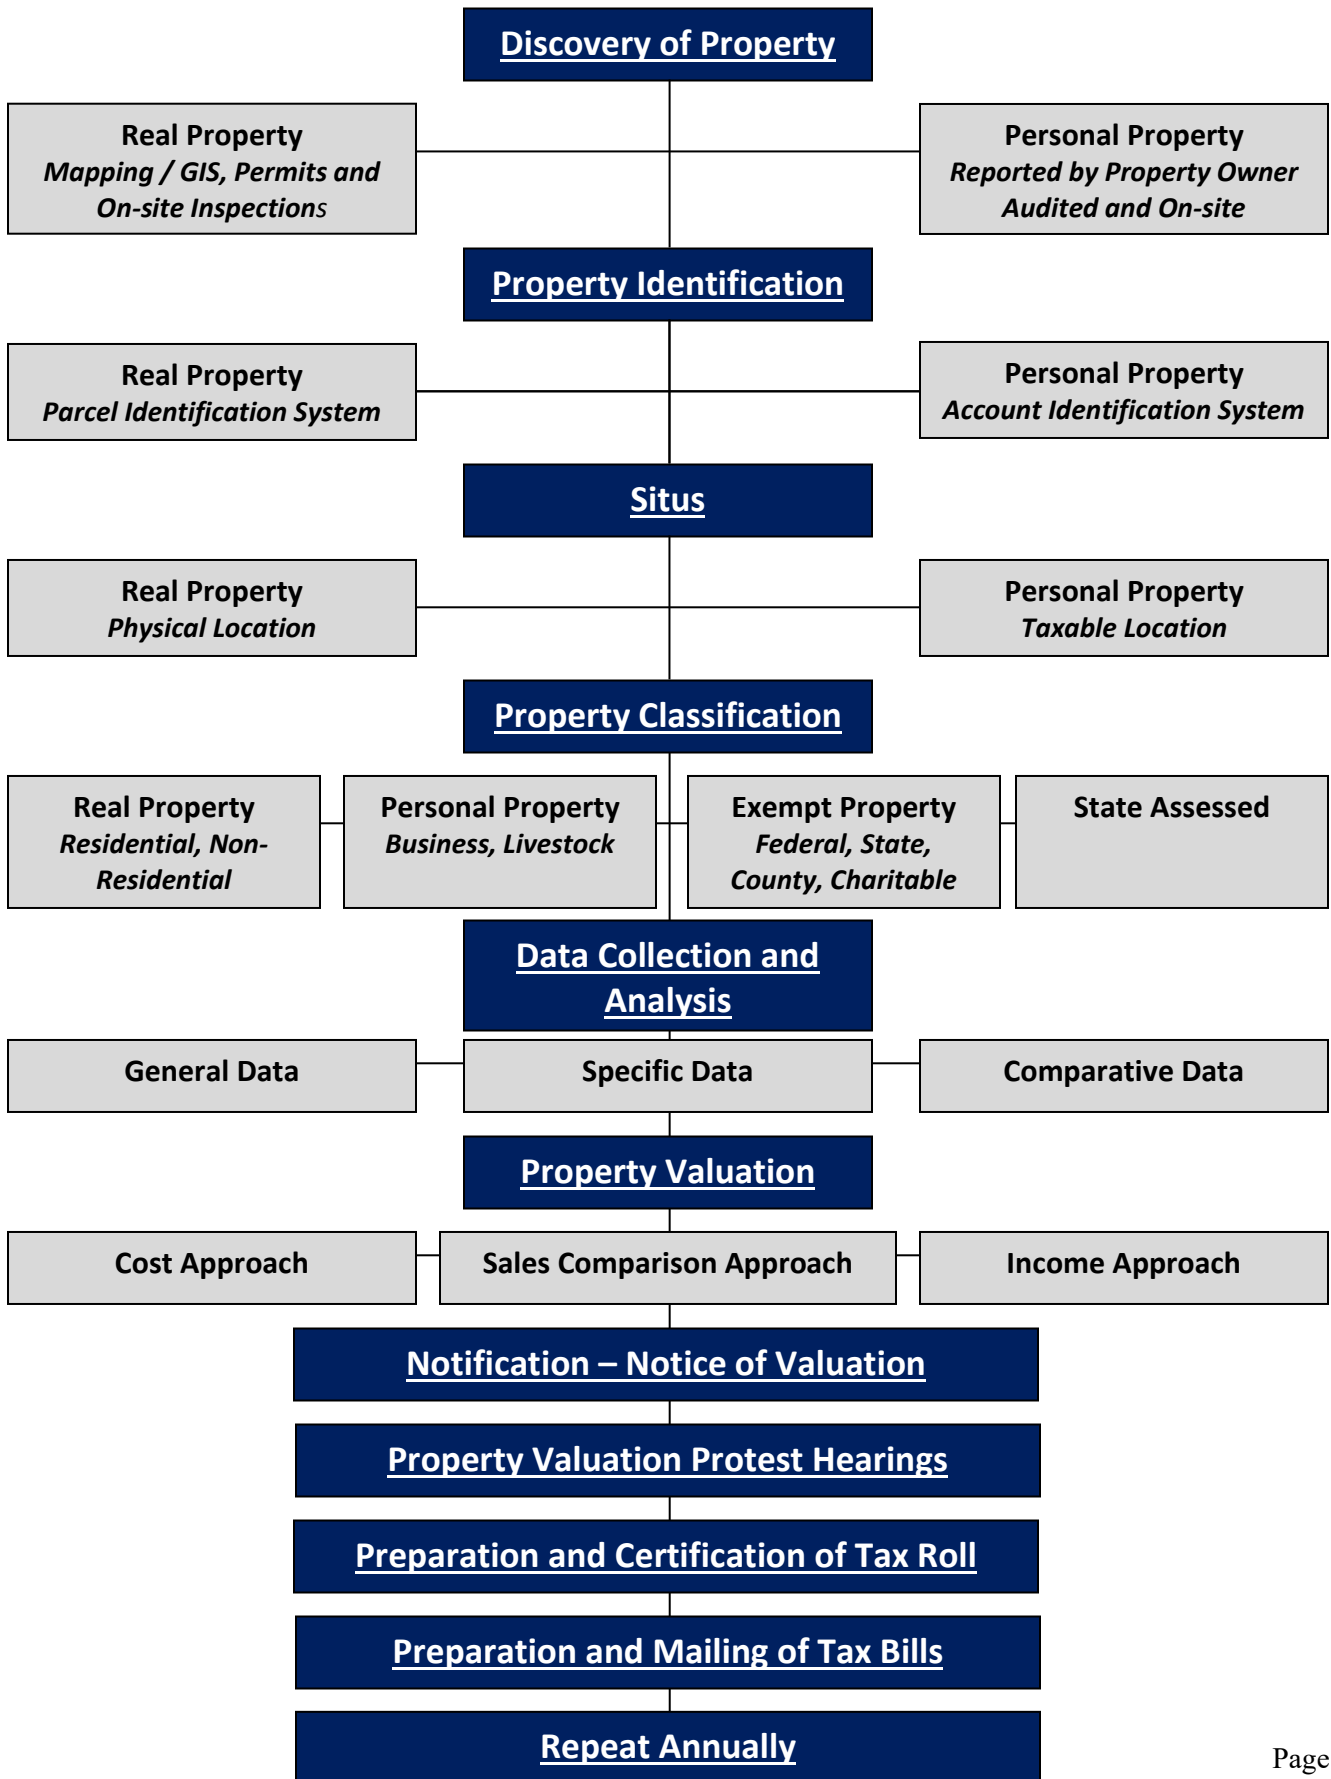 Discovery of Property
Real Property
Mapping / GIS, Permits and
On-site Inspections
Personal Property
Reported by Property Owner
Audited and On-site
Property Identification
Real Property
Parcel Identification System
Personal Property
Account Identification System
Situs
Real Property
Physical Location
Personal Property
Taxable Location
Property Classification
Real Property
Residential, Non-
Residential
Personal Property
Business, Livestock
Exempt Property
Federal, State,
County, Charitable
State Assessed
Data Collection and
Analysis
General Data
Specific Data
Comparative Data
Property Valuation
Cost Approach
Sales Comparison Approach
Income Approach
Notification – Notice of Valuation
Property Valuation Protest Hearings
Preparation and Certification of Tax Roll
Preparation and Mailing of Tax Bills
Repeat Annually
Page